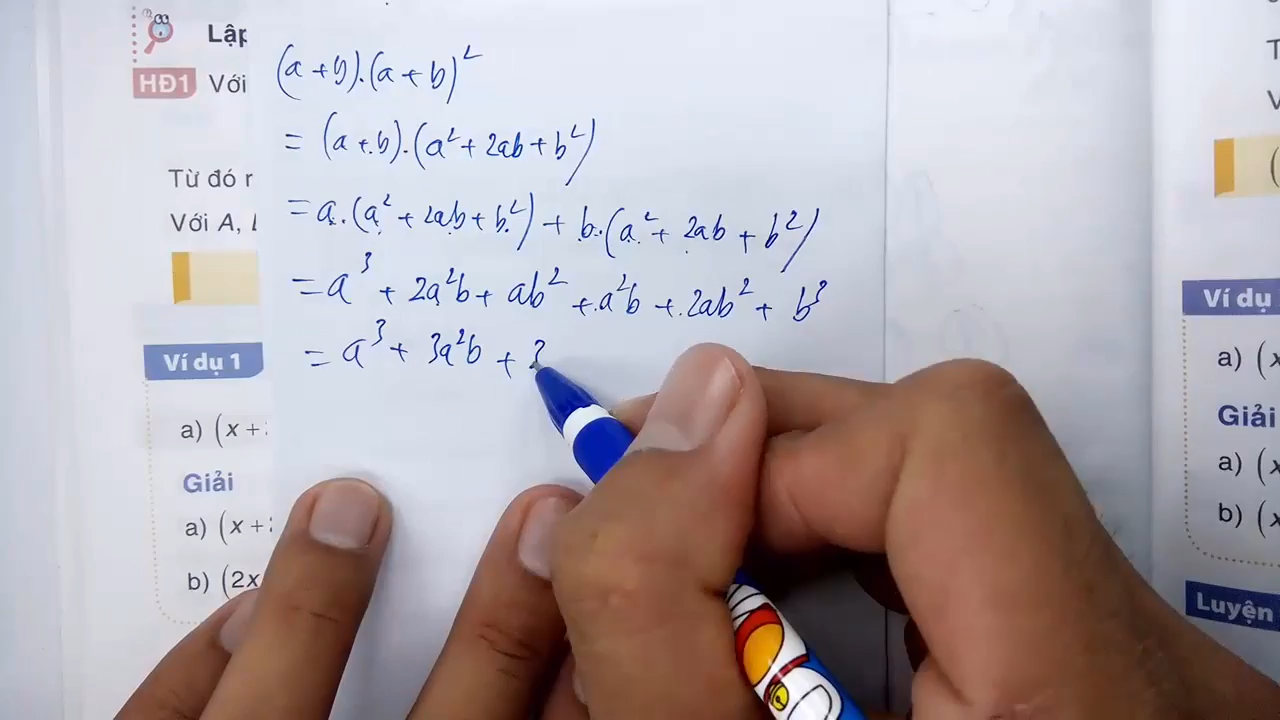 Lập
HĐ1 Với
Từ đó r
Với A,
Ví dụ 1
a) (x +
Giải
a) (x +
b) (2x
(a + b).(a + b)²
= (a + b).(a² + 2ab + b²)
= a.(a² + 2ab + b²) + b.(a² + 2ab + b²)
= a³ + 2a²b + ab² + a²b + 2ab² + b³
= a³ + 3a²b + 3
T
V
(
Ví dụ
a) (x
Giải
a) (x
b) (x
Luyện